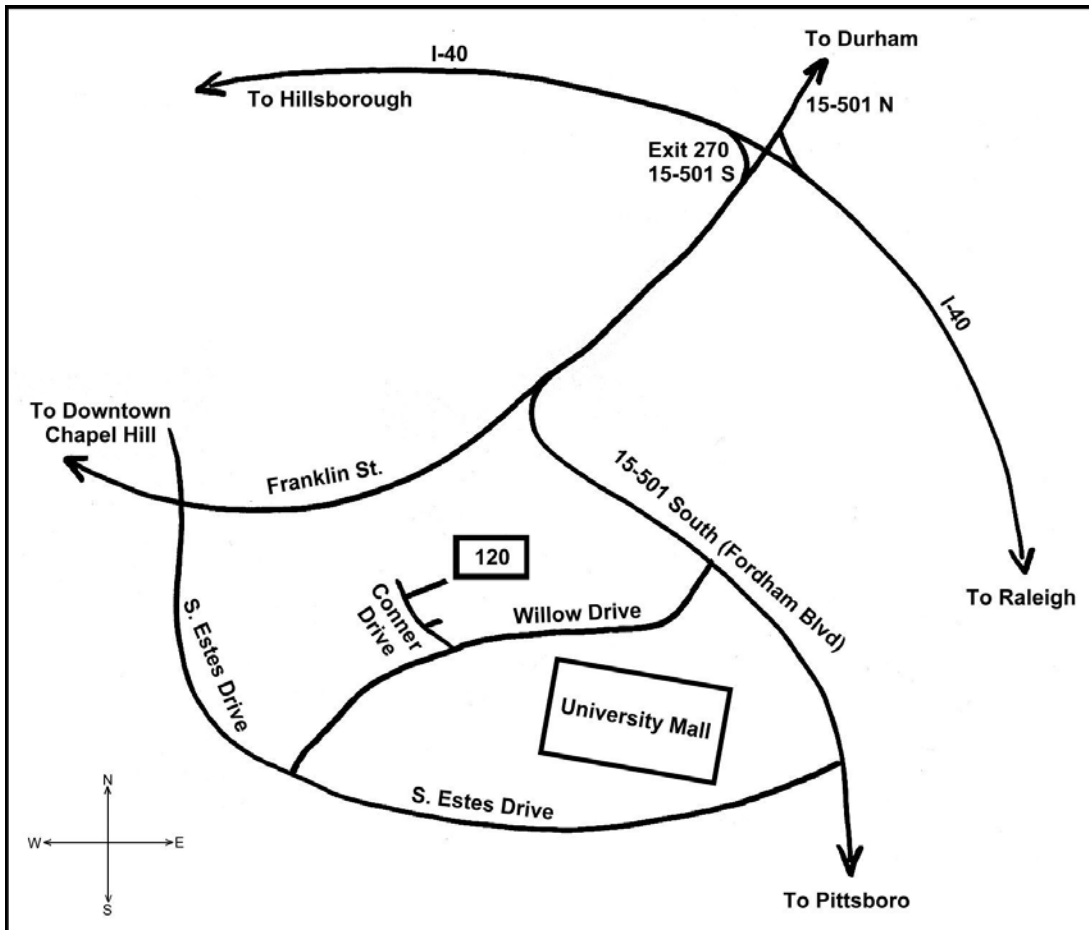 To Durham
I-40
To Hillsborough
15-501 N
Exit 270
15-501 S
I-40
To Downtown
Chapel Hill
Franklin St.
15-501 South (Fordham Blvd)
120
Conner
Drive
Willow Drive
To Raleigh
S. Estes Drive
University Mall
S. Estes Drive
N
W
E
S
To Pittsboro